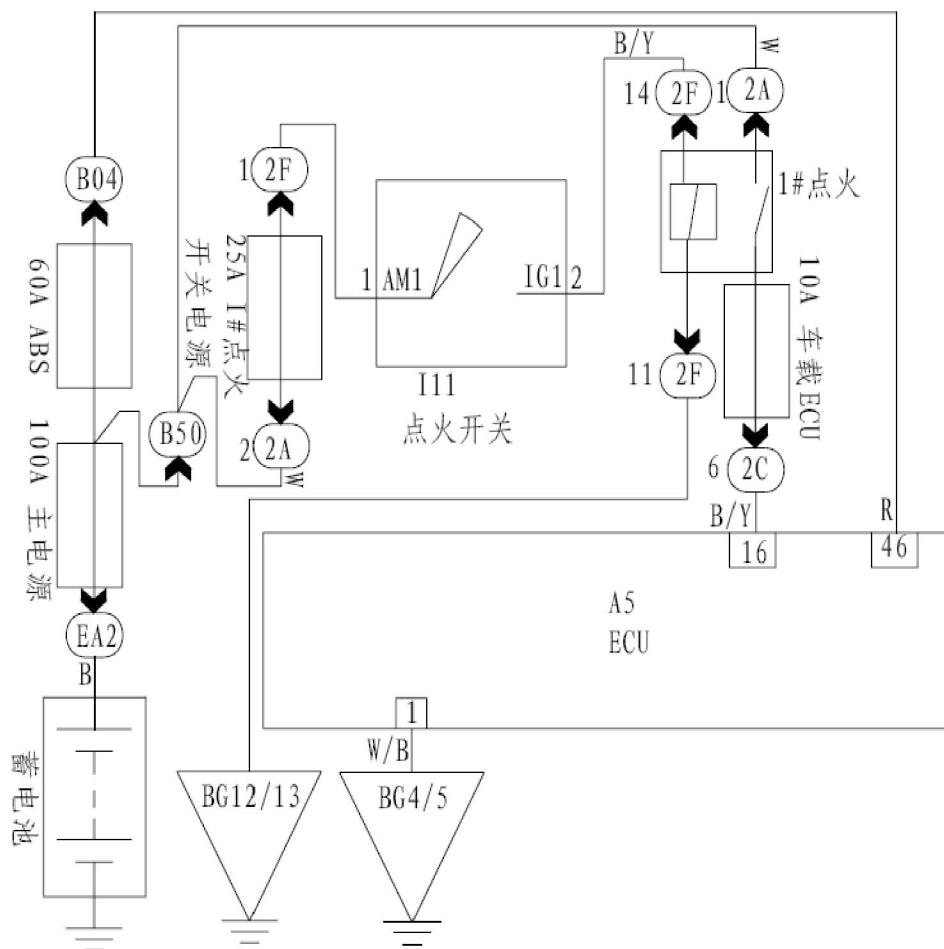 B/Y
W
14
2F
1
2A
B04
1
2F
1#点火
60A ABS
开关电源
25A 1#点火
1
AM1
IG1
2
10A 车载ECU
I11
点火开关
11
2F
100A 主电源
B50
2
2A
W
6
2C
B/Y
R
16
46
A5
ECU
EA2
B
1
W/B
蓄电池
BG12/13
BG4/5